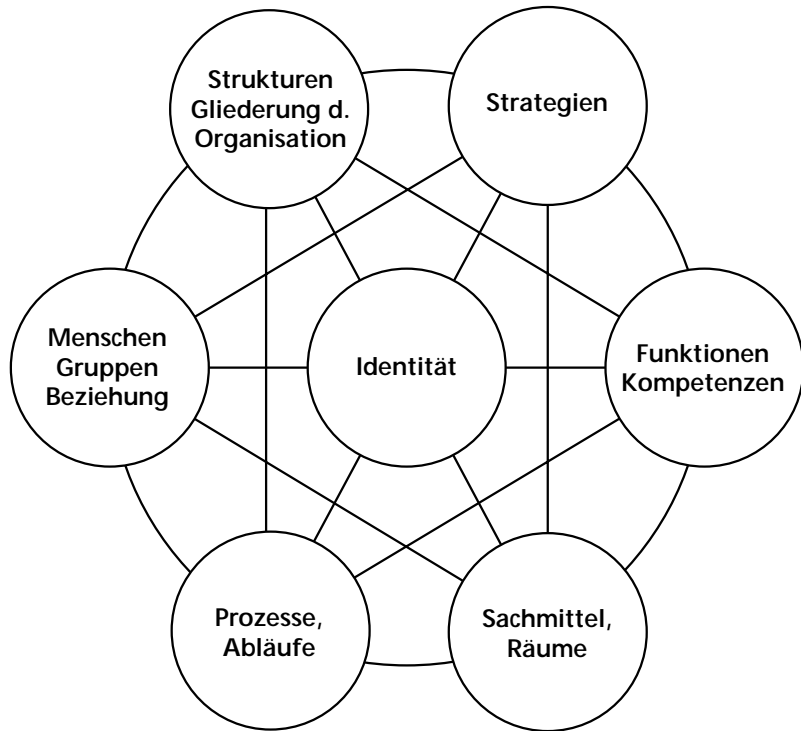 Strukturen
Gliederung d.
Organisation
Strategien
Menschen
Gruppen
Beziehung
Identität
Funktionen
Kompetenzen
Prozesse,
Abläufe
Sachmittel,
Räume